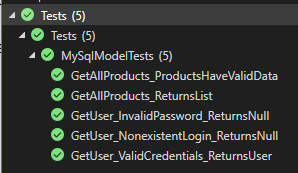 Tests (5)
Tests (5)
MySqlModelTests (5)
GetAllProducts_ProductsHaveValidData
GetAllProducts_ReturnsList
GetUser_InvalidPassword_ReturnsNull
GetUser_NonexistentLogin_ReturnsNull
GetUser_ValidCredentials_ReturnsUser